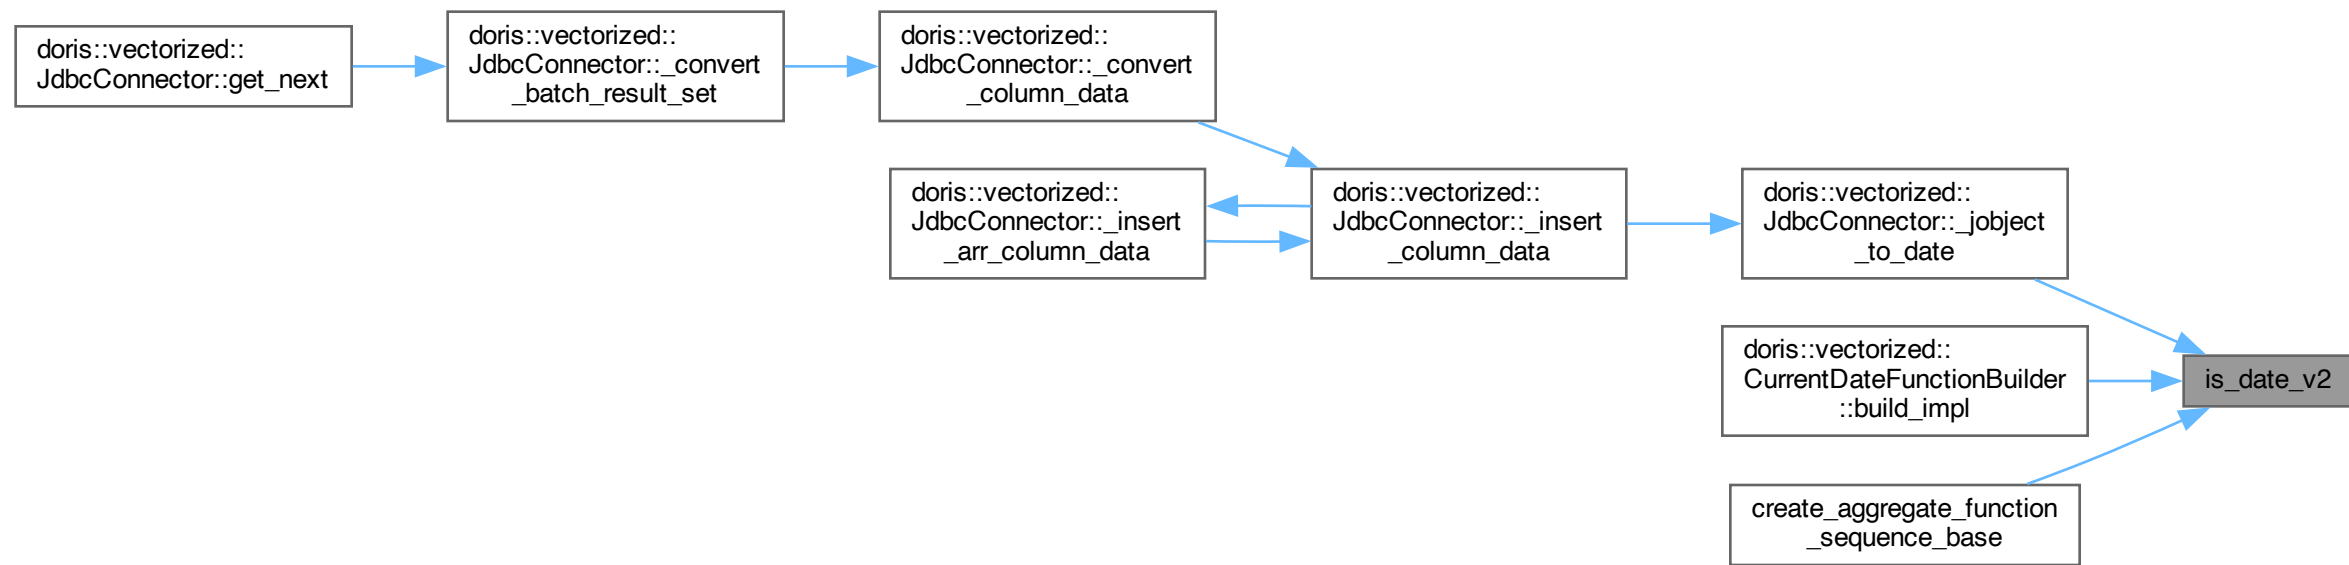 doris::vectorized::
JdbcConnector::get_next
doris::vectorized::
JdbcConnector::_convert
_batch_result_set
doris::vectorized::
JdbcConnector::_convert
_column_data
doris::vectorized::
JdbcConnector::_insert
_arr_column_data
doris::vectorized::
JdbcConnector::_insert
_column_data
doris::vectorized::
JdbcConnector::_jobject
_to_date
doris::vectorized::
CurrentDateFunctionBuilder
::build_impl
is_date_v2
create_aggregate_function
_sequence_base